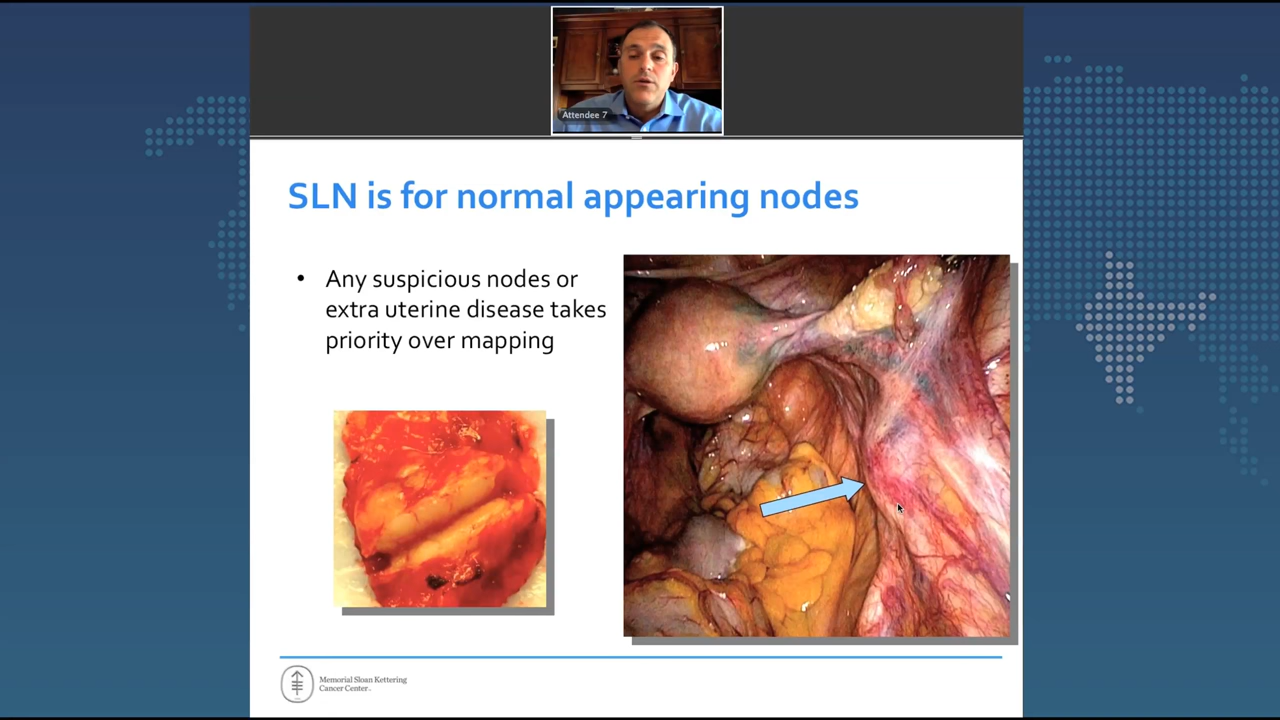 Attendee 7
SLN is for normal appearing nodes
• Any suspicious nodes or
extra uterine disease takes
priority over mapping
Memorial Sloan Kettering
Cancer Center